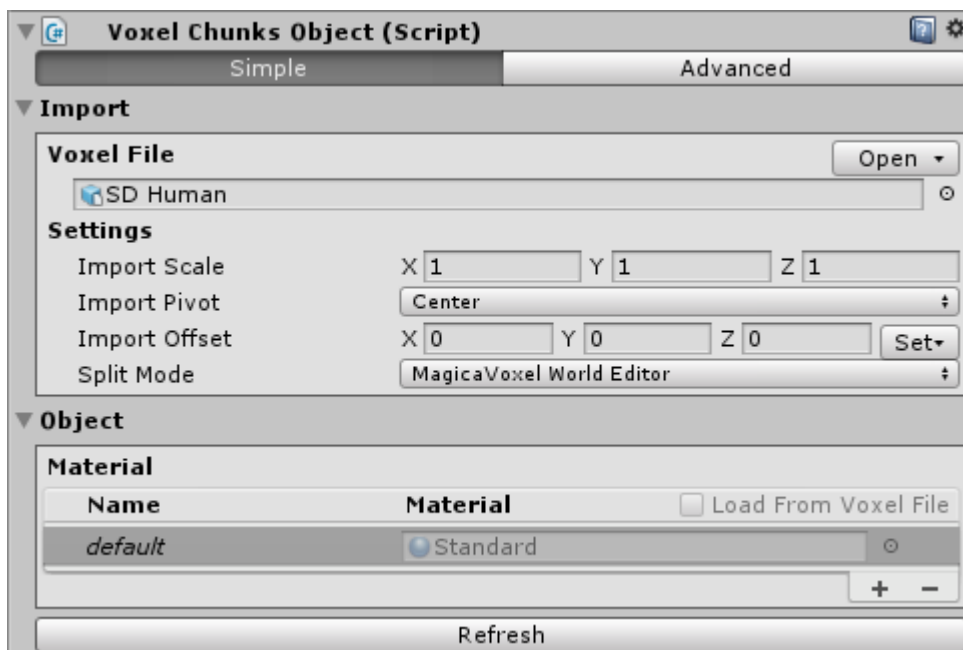 Voxel Chunks Object (Script)
Simple Advanced
Import
Voxel File Open
SD Human
Settings
Import Scale X 1 Y 1 Z 1
Import Pivot Center
Import Offset X 0 Y 0 Z 0 Set
Split Mode MagicaVoxel World Editor
Object
Material
Name Material Load From Voxel File
default Standard
+ −
Refresh